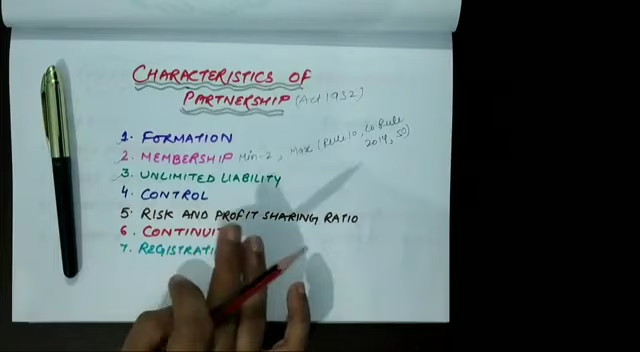 CHARACTERISTICS OF
PARTNERSHIP (Act 1932)
1. FORMATION
2. MEMBERSHIP Min-2, Max (Rule 10, Co Rule
2014, 50)
3. UNLIMITED LIABILITY
4. CONTROL
5. RISK AND PROFIT SHARING RATIO
6. CONTINUI
7. REGISTRATI